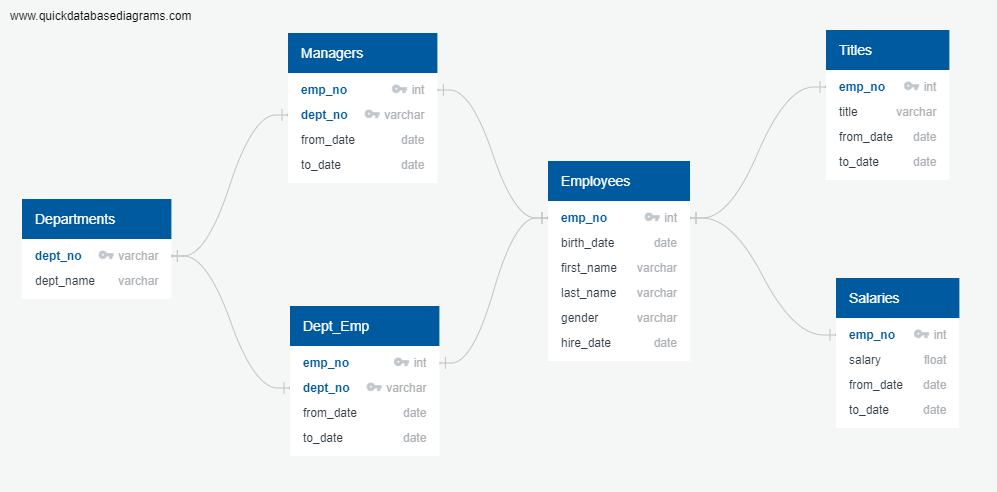 www.quickdatabasediagrams.com
Managers
emp_no int
dept_no varchar
from_date date
to_date date
Departments
dept_no varchar
dept_name varchar
Dept_Emp
emp_no int
dept_no varchar
from_date date
to_date date
Employees
emp_no int
birth_date date
first_name varchar
last_name varchar
gender varchar
hire_date date
Titles
emp_no int
title varchar
from_date date
to_date date
Salaries
emp_no int
salary float
from_date date
to_date date